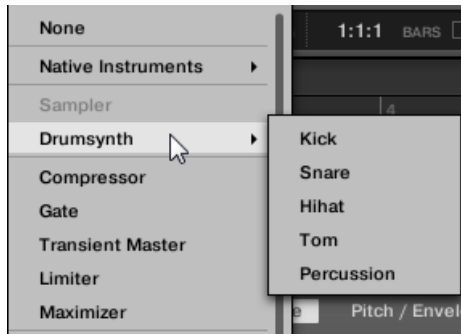 None
Native Instruments
Sampler
Drumsynth
Compressor
Gate
Transient Master
Limiter
Maximizer
1:1:1 BARS
4
Kick
Snare
Hihat
Tom
Percussion
Pitch /